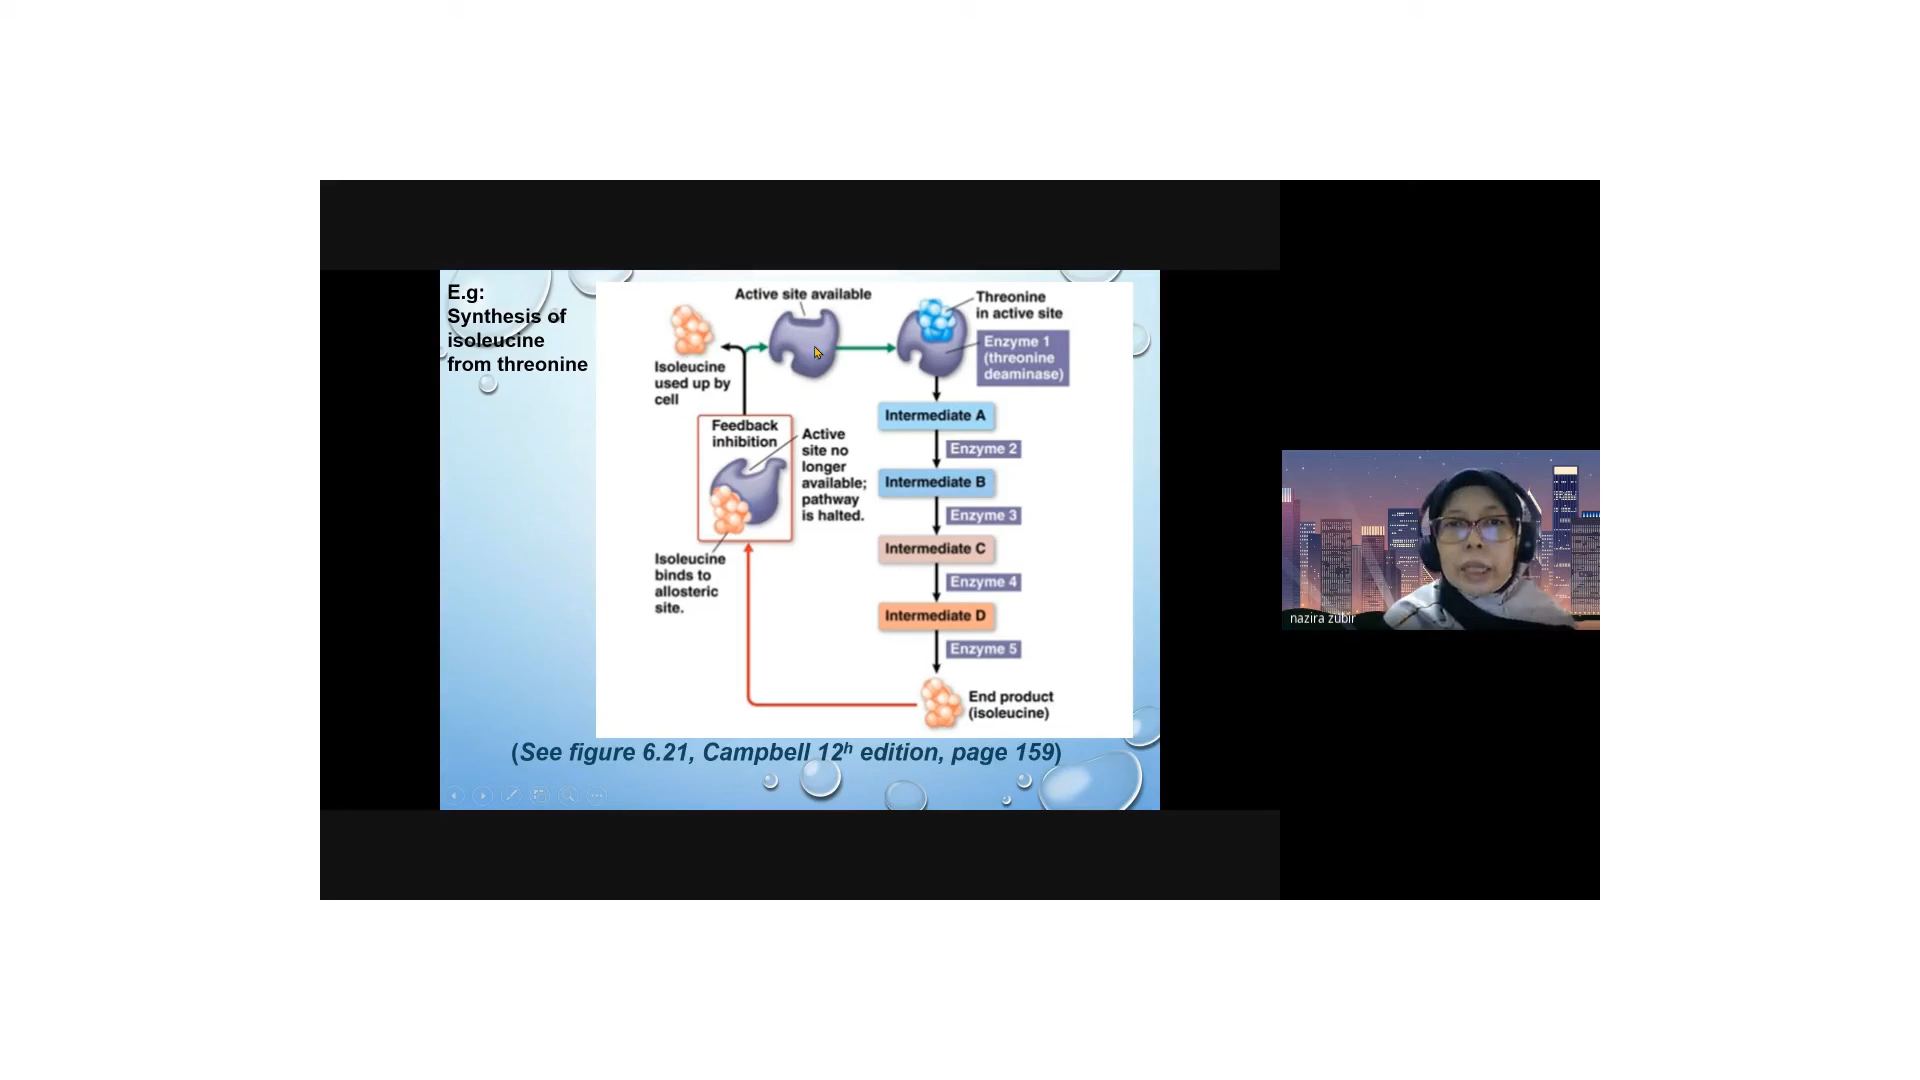 E.g:
Synthesis of
isoleucine
from threonine
Active site available
Threonine
in active site
Enzyme 1
(threonine
deaminase)
Isoleucine
used up by
cell
Feedback
inhibition
Active
site no
longer
available;
pathway
is halted.
Isoleucine
binds to
allosteric
site.
Intermediate A
Enzyme 2
Intermediate B
Enzyme 3
Intermediate C
Enzyme 4
Intermediate D
Enzyme 5
End product
(isoleucine)
(See figure 6.21, Campbell 12h edition, page 159)
nazira zubir